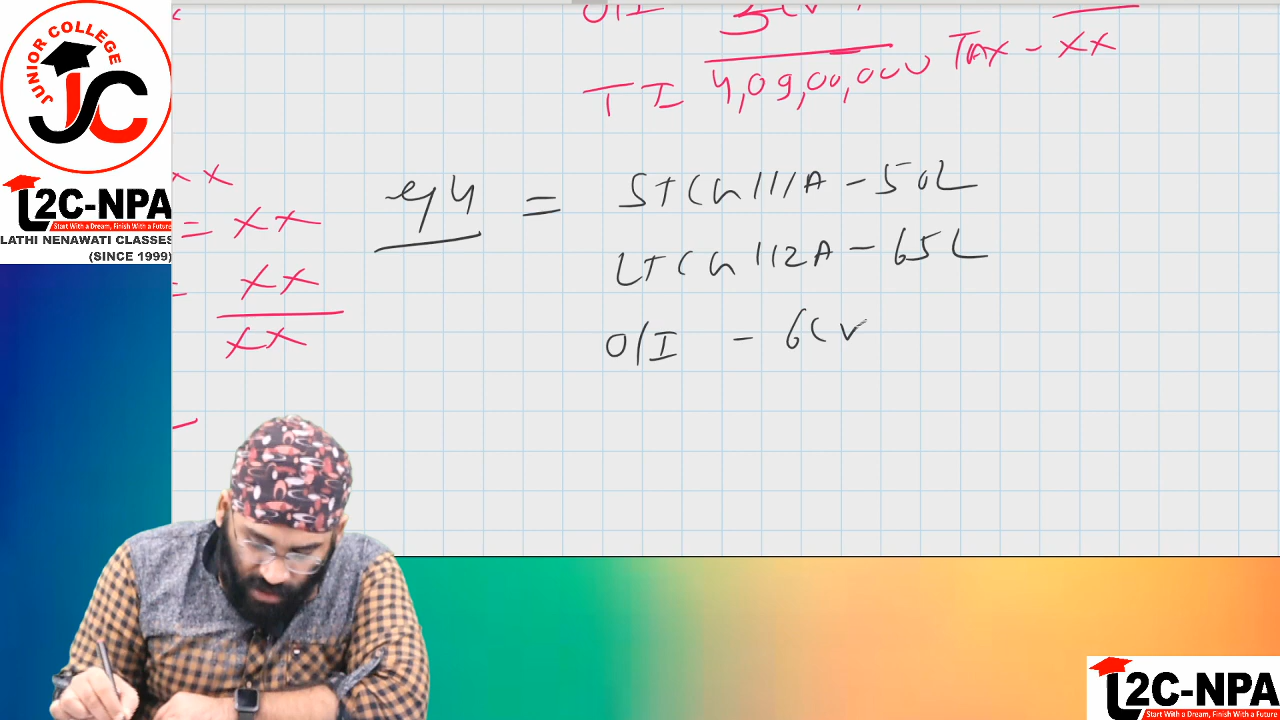 TI 4,09,00,000 Tax - xx
JUNIOR COLLEGE
JC
xx
L2C-NPA
Start With a Dream, Finish With a Future
= xx
LATHI NENAWATI CLASSES
(SINCE 1999)
= xx
xx
eg 4 = STCG 111A - 50L
LTCG 112A - 65L
O/I - 6Cr
L2C-NPA
Start With a Dream, Finish With a Future